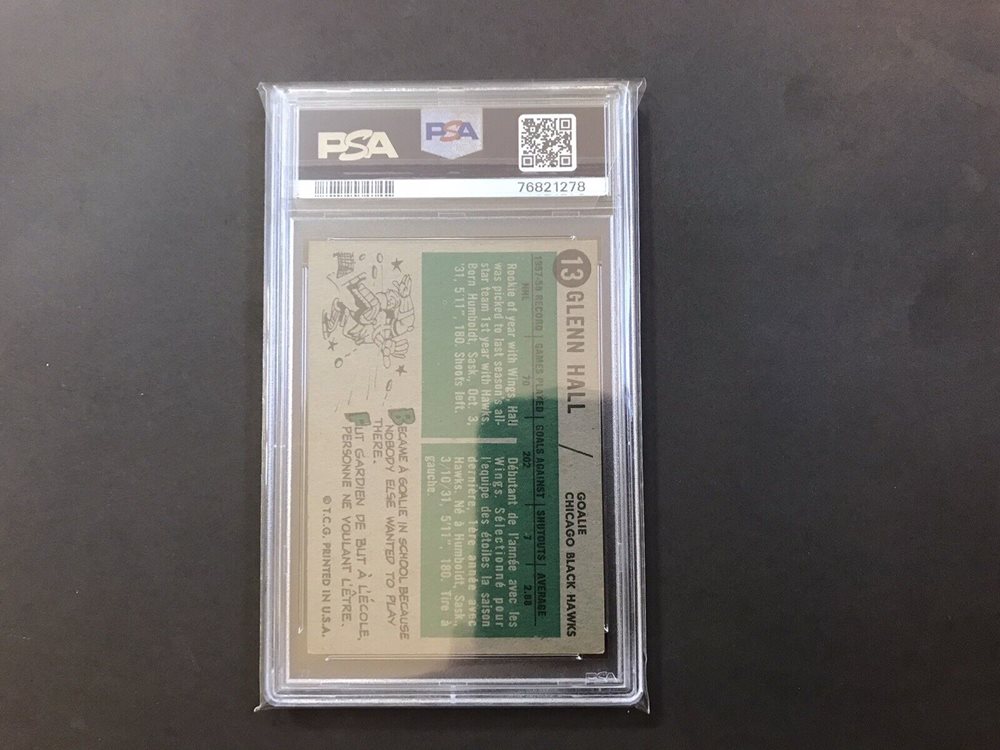 PSA
PSA
76821278
13 GLENN HALL
GOALIE
CHICAGO BLACK HAWKS
1957-58 RECORD | GAMES PLAYED | GOALS AGAINST | SHUTOUTS | AVERAGE
NHL 70 202 7 2.88
Rookie of year with Wings, Hall
was picked to last season's all-
star team 1st year with Hawks.
Born Humboldt, Sask., Oct. 3,
'31, 5'11", 180. Shoots left.
Débutant de l'année avec les
Wings. Sélectionné pour
l'equipe des étoiles la saison
dernière. 1ère année avec
Hawks. Né à Humboldt, Sask.,
3/10/31, 5'11", 180. Tire à
gauche.
BECAME A GOALIE IN SCHOOL BECAUSE
NOBODY ELSE WANTED TO PLAY
THERE.
FUT GARDIEN DE BUT À L'ÉCOLE,
PERSONNE NE VOULANT L'ÊTRE.
© T.C.G. PRINTED IN U.S.A.
PSA